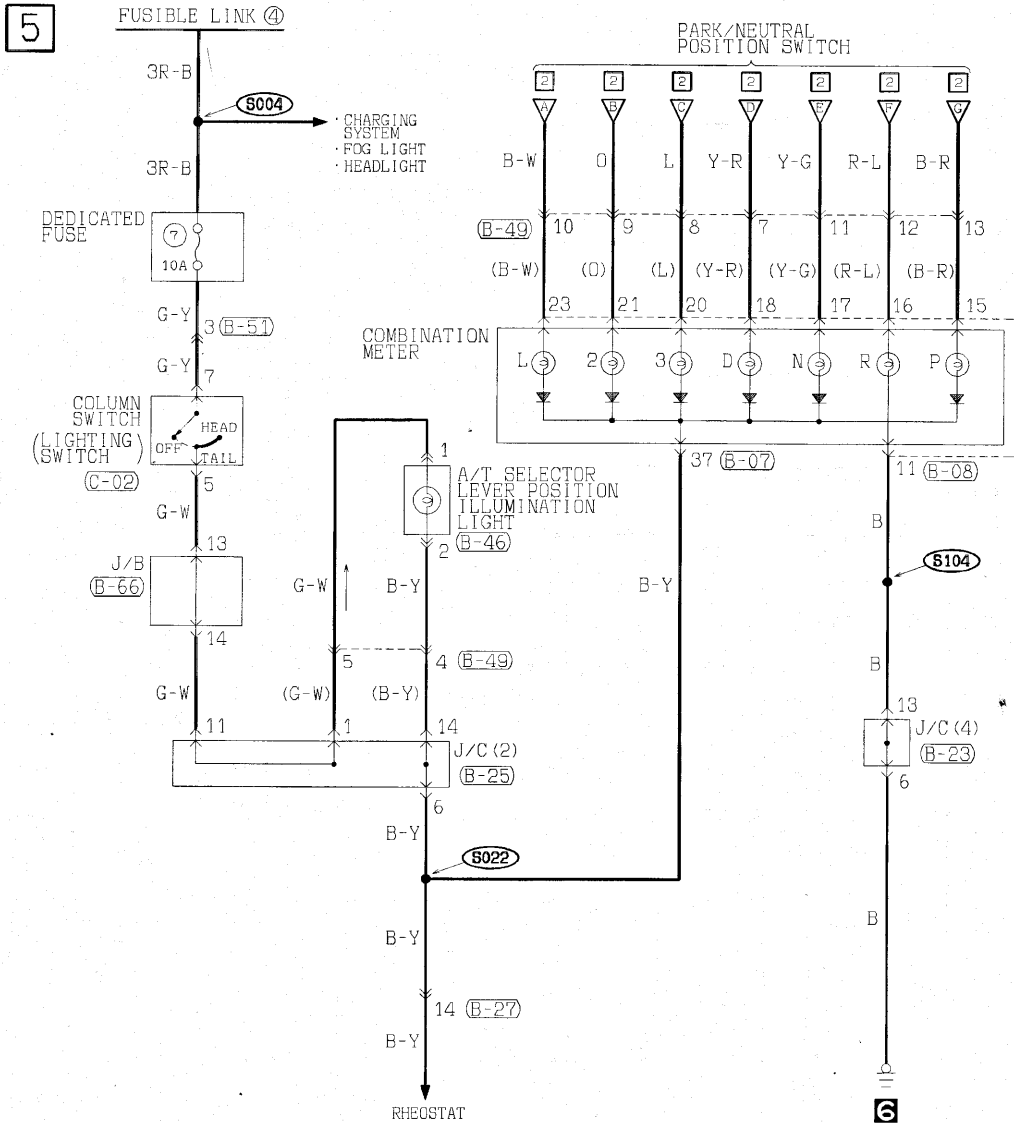 5
FUSIBLE LINK ④
3R-B
S004
· CHARGING
SYSTEM
· FOG LIGHT
· HEADLIGHT
3R-B
DEDICATED
FUSE
7
10A
G-Y
3 (B-51)
G-Y
7
COLUMN
SWITCH
(LIGHTING
SWITCH)
OFF
HEAD
TAIL
(C-02)
5
G-W
13
J/B
(B-66)
14
G-W
11
PARK/NEUTRAL
POSITION SWITCH
2 2 2 2 2 2 2
A B C D E F G
B-W O L Y-R Y-G R-L B-R
(B-49) 10 9 8 7 11 12 13
(B-W) (O) (L) (Y-R) (Y-G) (R-L) (B-R)
23 21 20 18 17 16 15
COMBINATION
METER
L 2 3 D N R P
37 (B-07)
11 (B-08)
1
A/T SELECTOR
LEVER POSITION
ILLUMINATION
LIGHT
2 (B-46)
G-W
B-Y
B-Y
5
4 (B-49)
(G-W)
(B-Y)
1
14
J/C(2)
(B-25)
6
B-Y
S022
B-Y
14 (B-27)
B-Y
RHEOSTAT
B
S104
B
13
J/C(4)
(B-23)
6
B
6